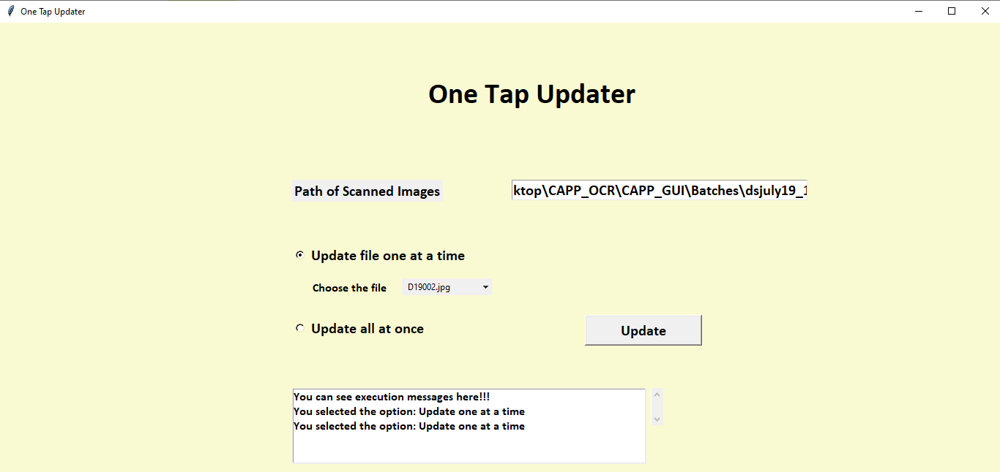 One Tap Updater
One Tap Updater
Path of Scanned Images
ktop\CAPP_OCR\CAPP_GUI\Batches\dsjuly19_1
Update file one at a time
Choose the file
D19002.jpg
Update all at once
Update
You can see execution messages here!!!
You selected the option: Update one at a time
You selected the option: Update one at a time